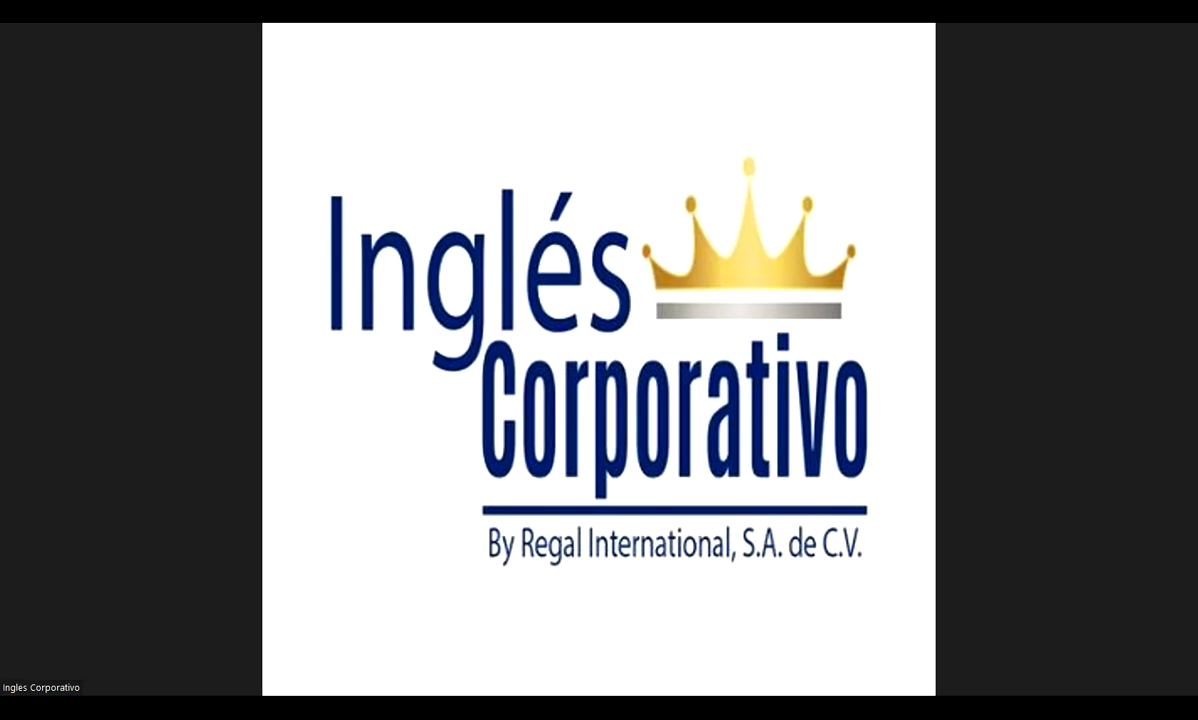 Inglés
Corporativo
By Regal International, S.A. de C.V.
Ingles Corporativo